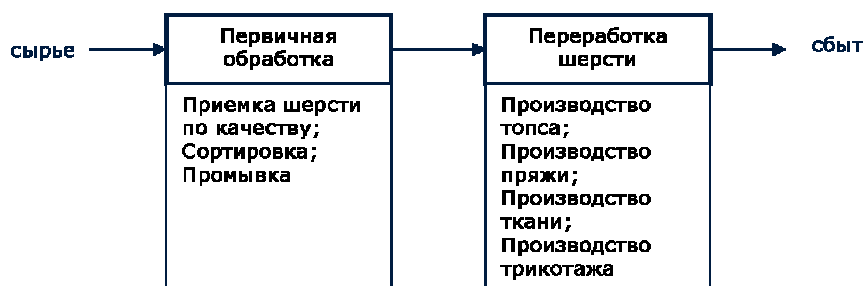 сырье
Первичная
обработка
Переработка
шерсти
сбыт
Приемка шерсти
по качеству;
Сортировка;
Промывка
Производство
топса;
Производство
пряжи;
Производство
ткани;
Производство
трикотажа